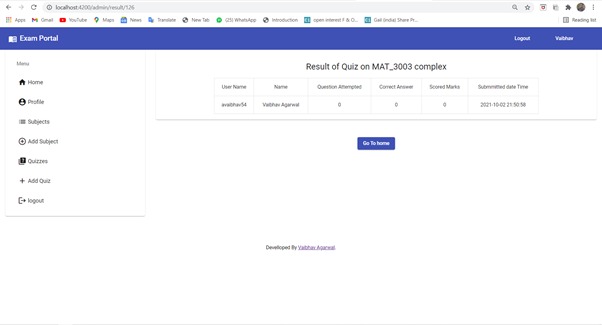 localhost:4200/admin/result/126
Apps Gmail YouTube Maps News Translate New Tab (25) WhatsApp Introduction open interest F & O... Gail (India) Share Pr... Reading list
Exam Portal Logout Vaibhav
Menu
Home
Profile
Subjects
Add Subject
Quizzes
Add Quiz
logout
Result of Quiz on MAT_3003 complex
User Name Name Question Attempted Correct Answer Scored Marks Submimitted date Time
avaibhav54 Vaibhav Agarwal 0 0 0 2021-10-02 21:50:58
Go To home
Develloped By Vaibhav Agarwal.